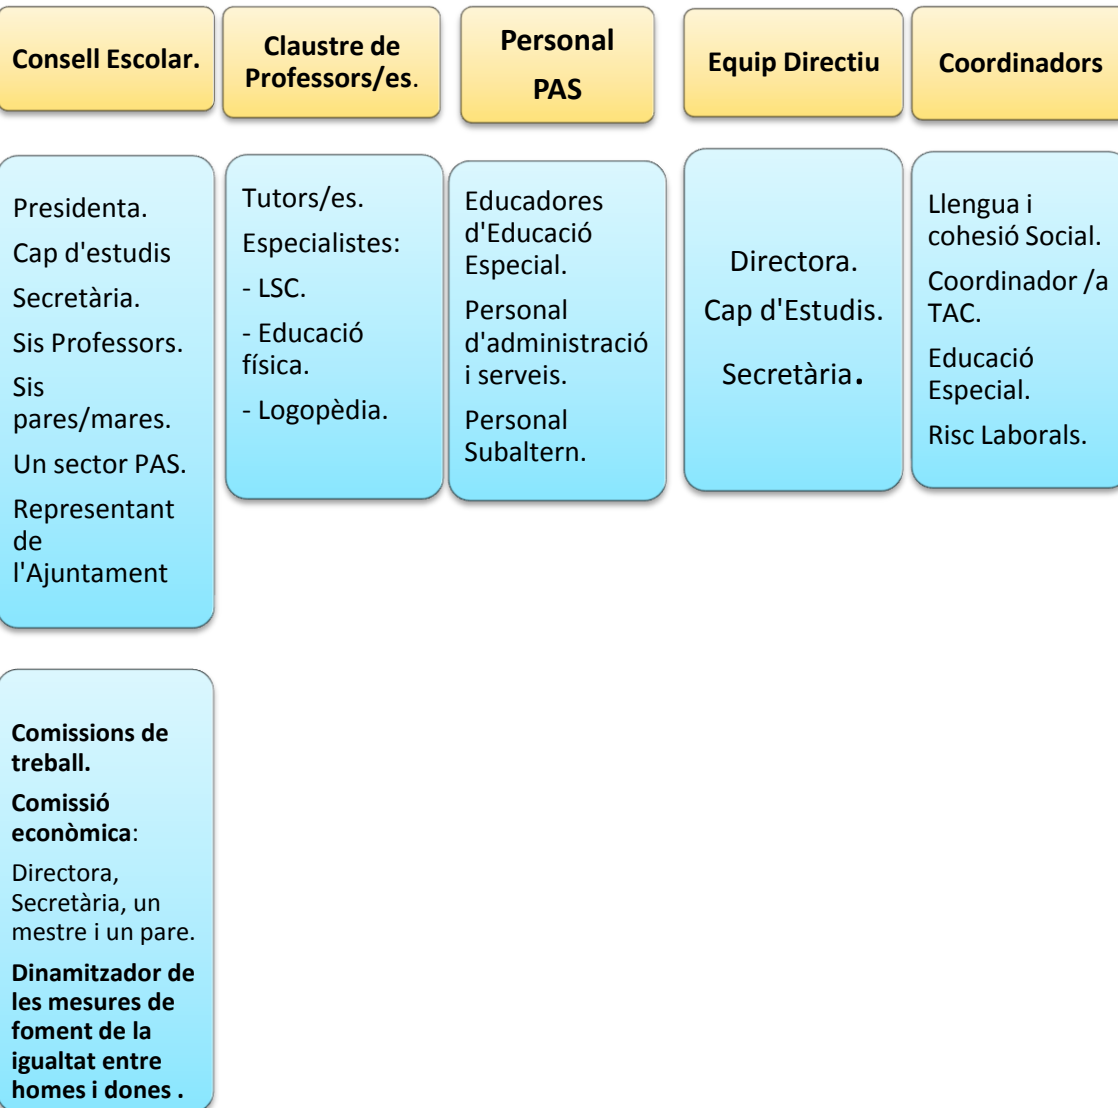 Consell Escolar.
Presidenta.
Cap d'estudis
Secretària.
Sis Professors.
Sis
pares/mares.
Un sector PAS.
Representant
de
l'Ajuntament
Comissions de
treball.
Comissió
econòmica:
Directora,
Secretària, un
mestre i un pare.
Dinamitzador de
les mesures de
foment de la
igualtat entre
homes i dones .
Claustre de
Professors/es.
Tutors/es.
Especialistes:
- LSC.
- Educació
física.
- Logopèdia.
Personal
PAS
Educadores
d'Educació
Especial.
Personal
d'administració
i serveis.
Personal
Subaltern.
Equip Directiu
Directora.
Cap d'Estudis.
Secretària.
Coordinadors
Llengua i
cohesió Social.
Coordinador /a
TAC.
Educació
Especial.
Risc Laborals.